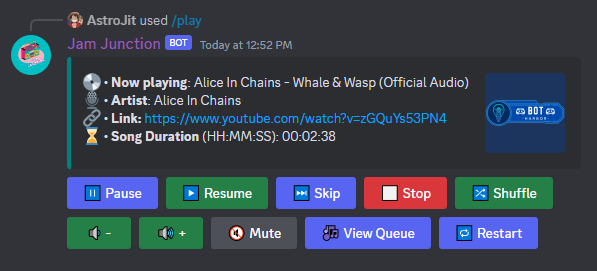 AstroJit used /play
Jam Junction BOT Today at 12:52 PM
• Now playing: Alice In Chains - Whale & Wasp (Official Audio)
• Artist: Alice In Chains
• Link: https://www.youtube.com/watch?v=zGQuYs53PN4
• Song Duration (HH:MM:SS): 00:02:38
BOT
HARBOR
Pause Resume Skip Stop Shuffle
- + Mute View Queue Restart